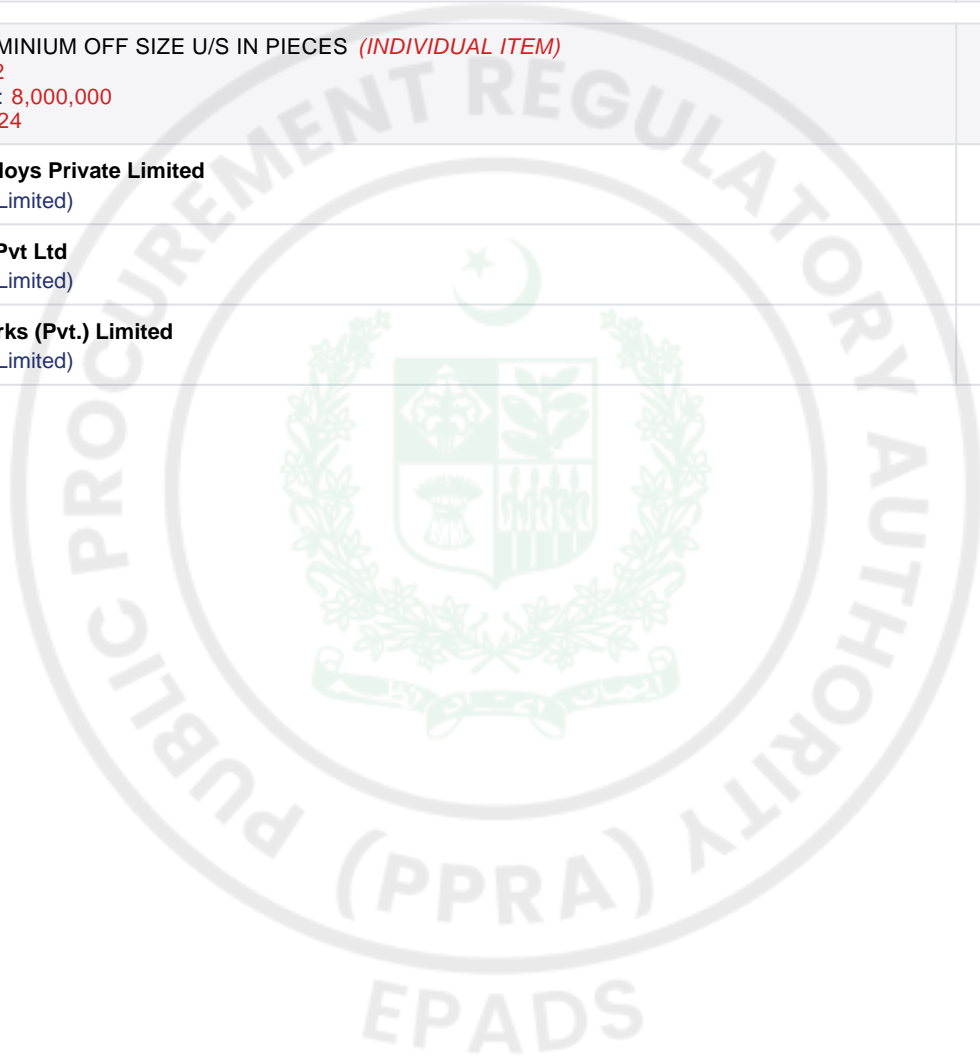 MINIUM OFF SIZE U/S IN PIECES (INDIVIDUAL ITEM)
2
: 8,000,000
24
loys Private Limited
Limited)
Pvt Ltd
Limited)
rks (Pvt.) Limited
Limited)
PUBLIC PROCUREMENT REGULATORY AUTHORITY
(PPRA)
EPADS